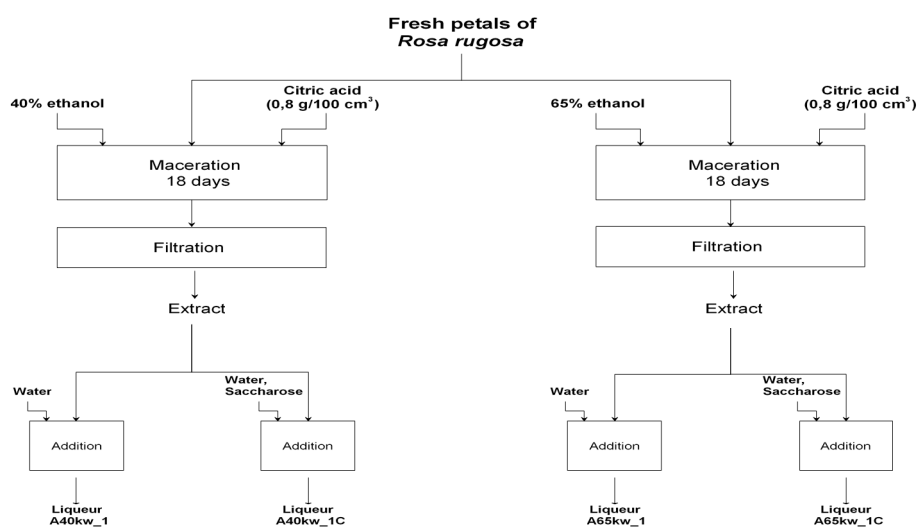 Fresh petals of
Rosa rugosa
40% ethanol
Citric acid
(0,8 g/100 cm³)
65% ethanol
Citric acid
(0,8 g/100 cm³)
Maceration
18 days
Maceration
18 days
Filtration
Filtration
Extract
Extract
Water
Water,
Saccharose
Water
Water,
Saccharose
Addition
Addition
Addition
Addition
Liqueur
A40kw_1
Liqueur
A40kw_1C
Liqueur
A65kw_1
Liqueur
A65kw_1C